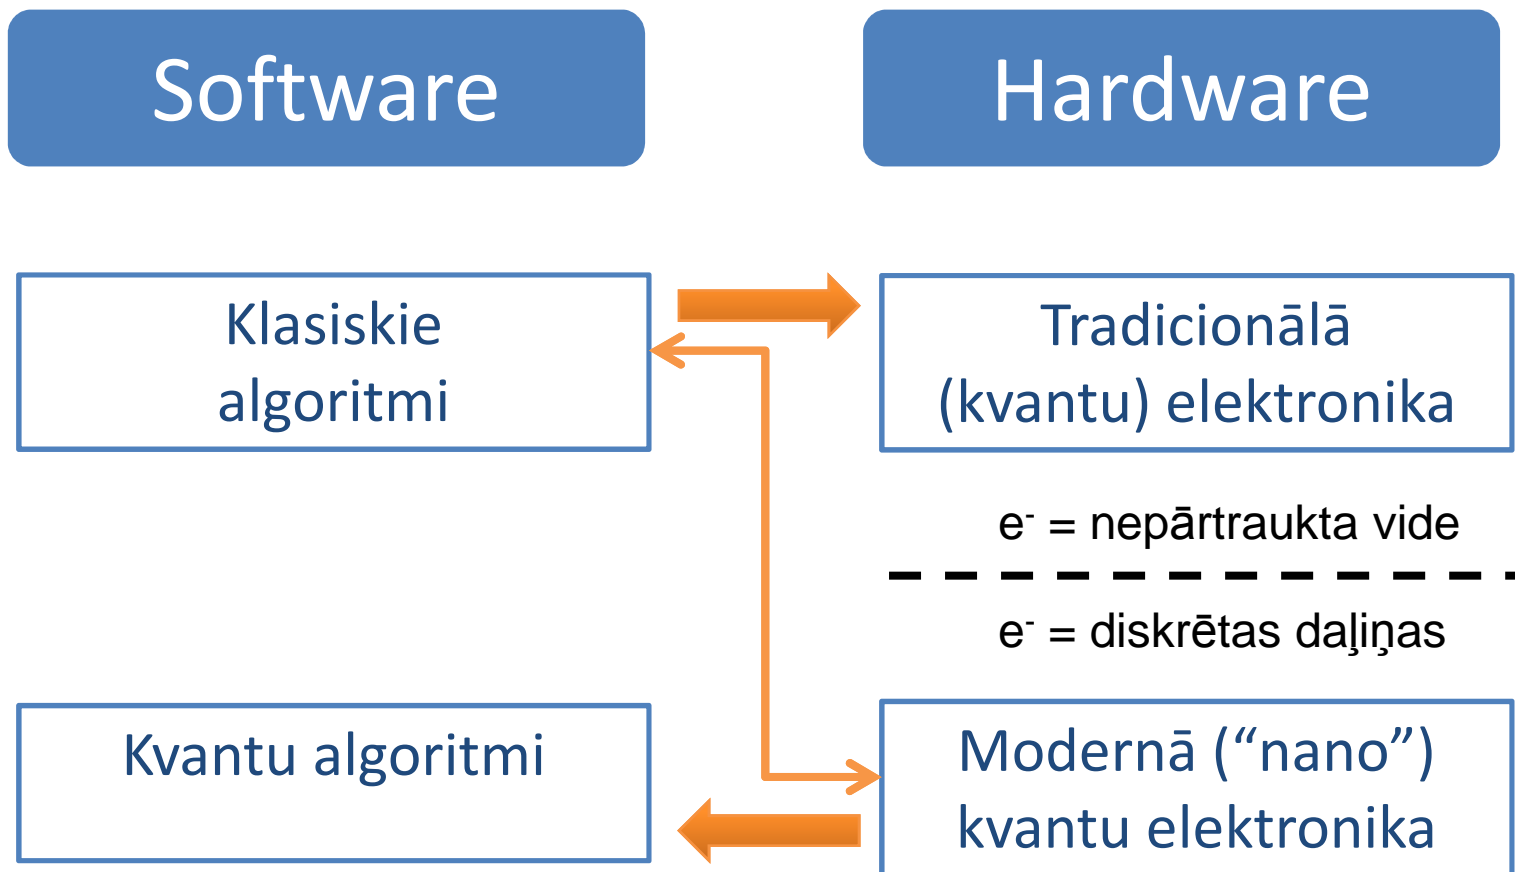 Software
Hardware
Klasiskie
algoritmi
Tradicionālā
(kvantu) elektronika
e⁻ = nepārtraukta vide
e⁻ = diskrētas daļiņas
Kvantu algoritmi
Modernā (“nano”)
kvantu elektronika